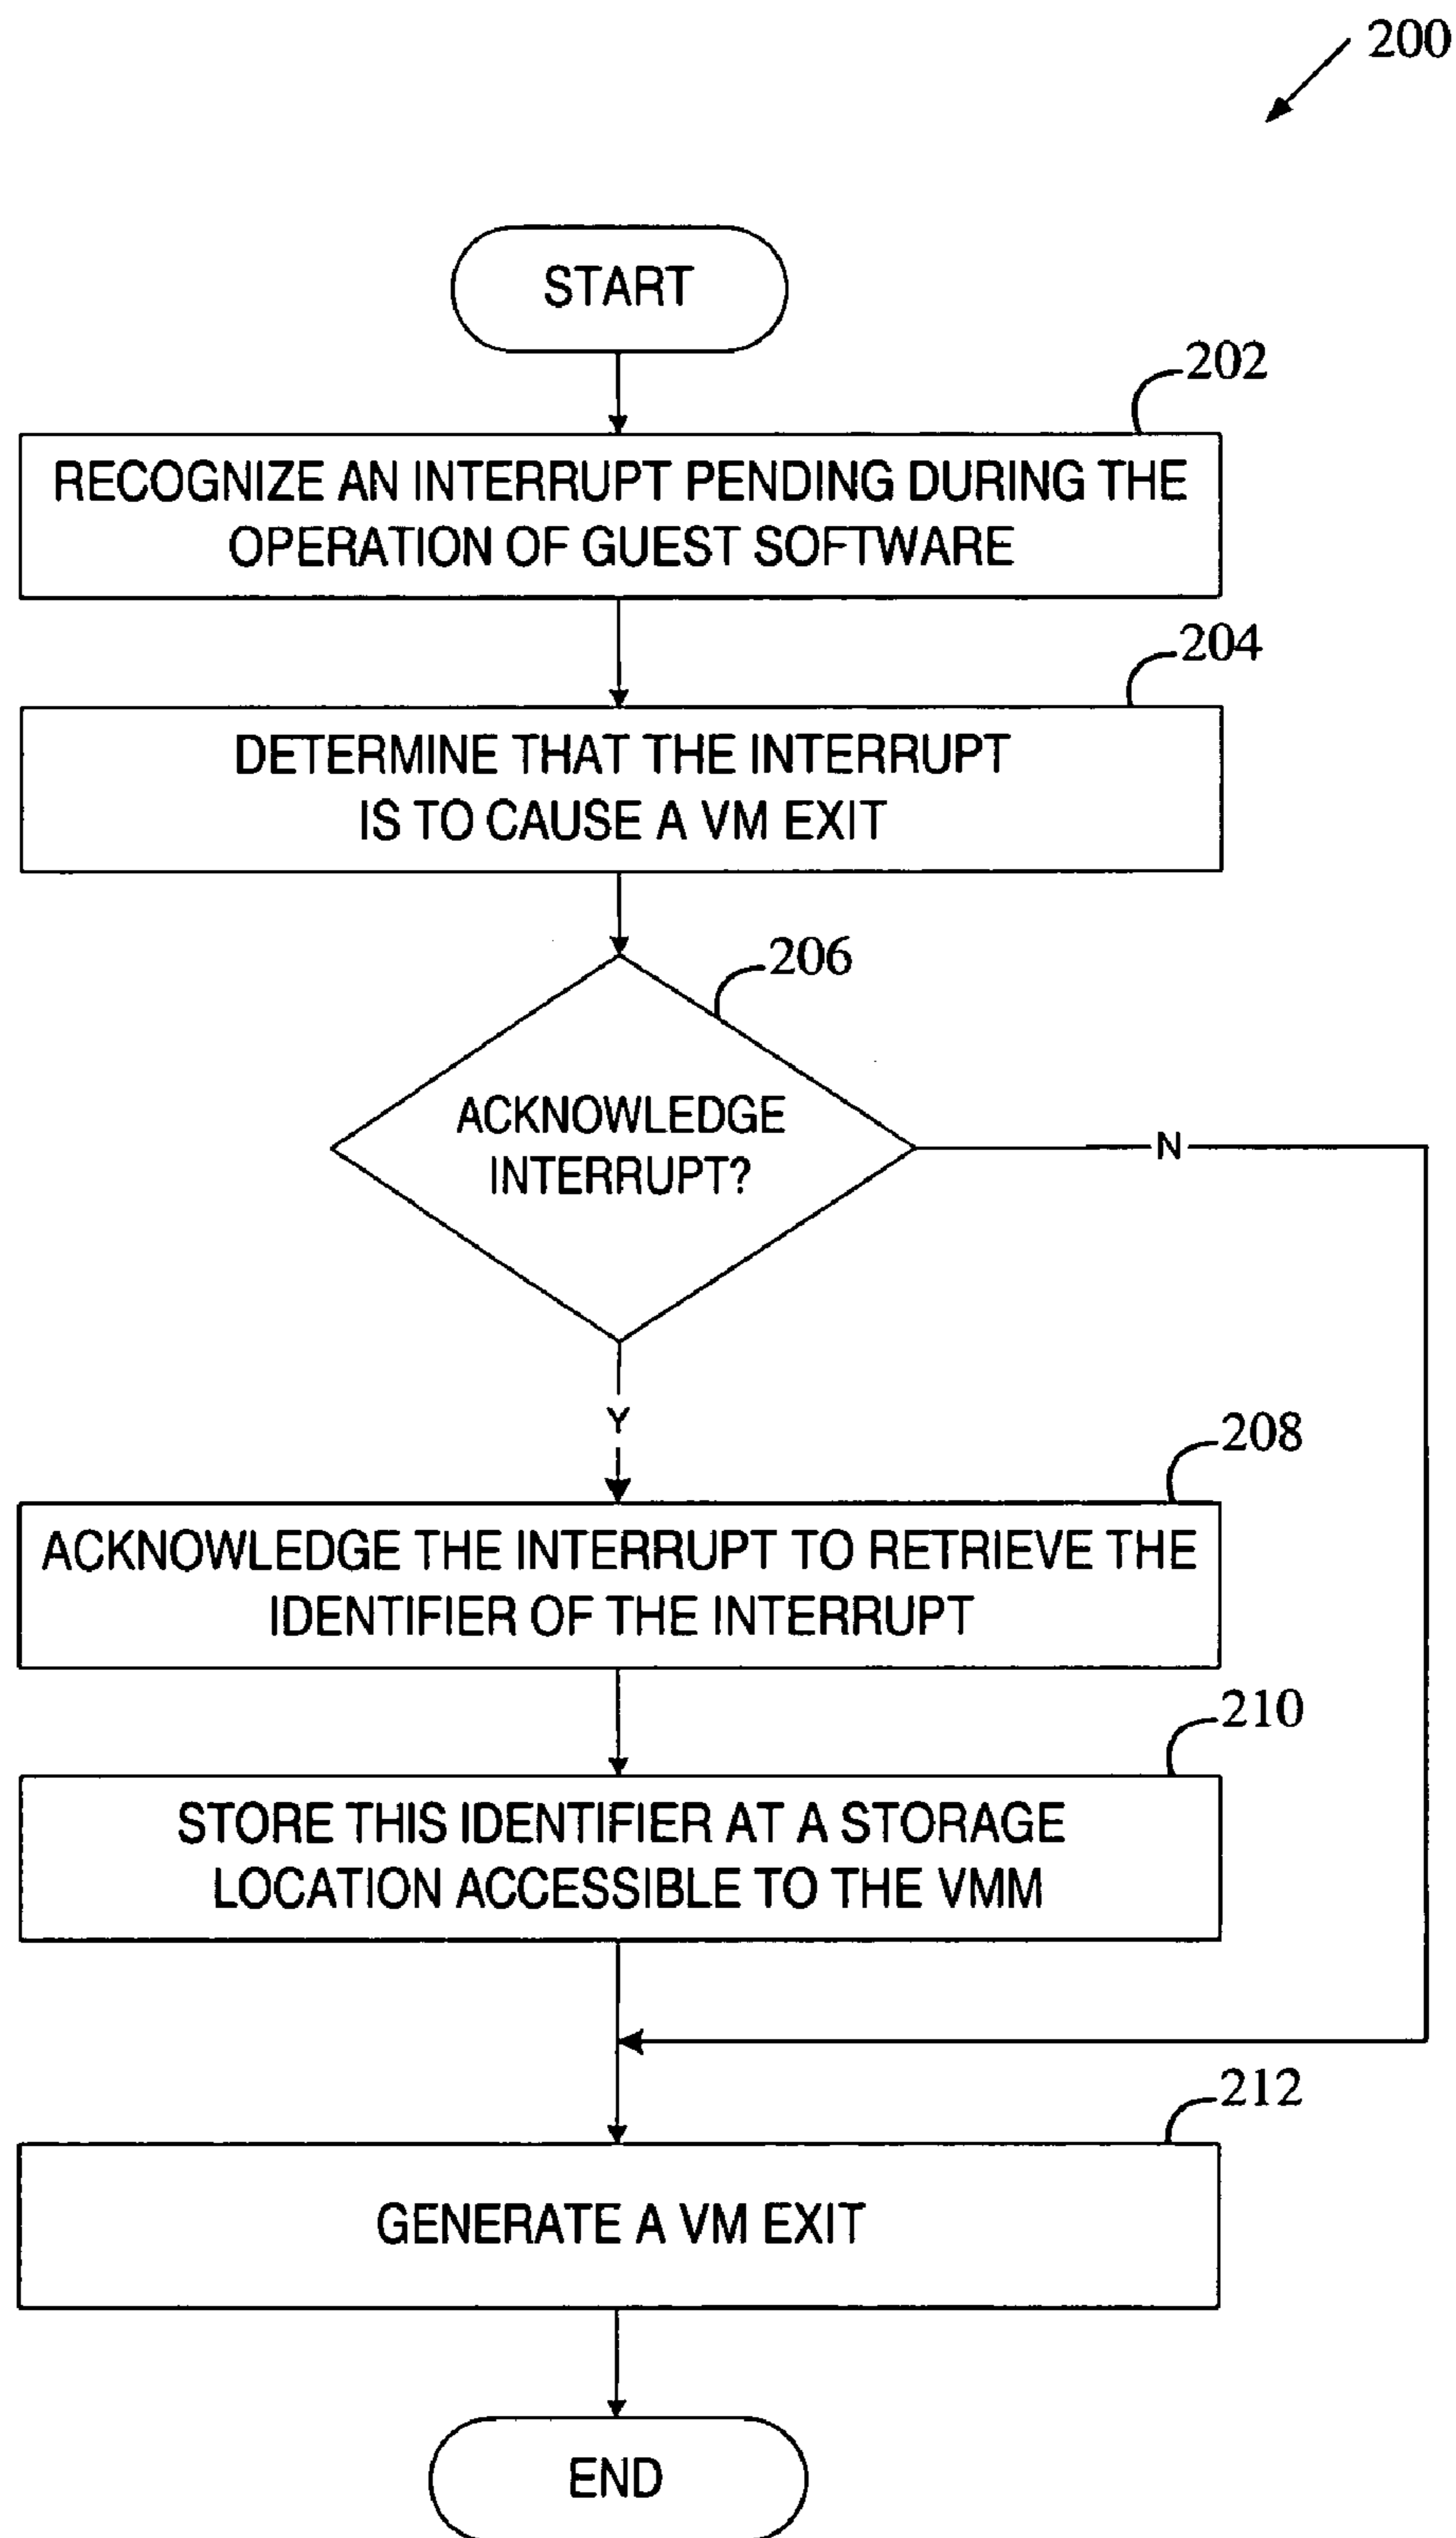 200
START
202
RECOGNIZE AN INTERRUPT PENDING DURING THE
OPERATION OF GUEST SOFTWARE
204
DETERMINE THAT THE INTERRUPT
IS TO CAUSE A VM EXIT
206
ACKNOWLEDGE
INTERRUPT?
N
Y
208
ACKNOWLEDGE THE INTERRUPT TO RETRIEVE THE
IDENTIFIER OF THE INTERRUPT
210
STORE THIS IDENTIFIER AT A STORAGE
LOCATION ACCESSIBLE TO THE VMM
212
GENERATE A VM EXIT
END